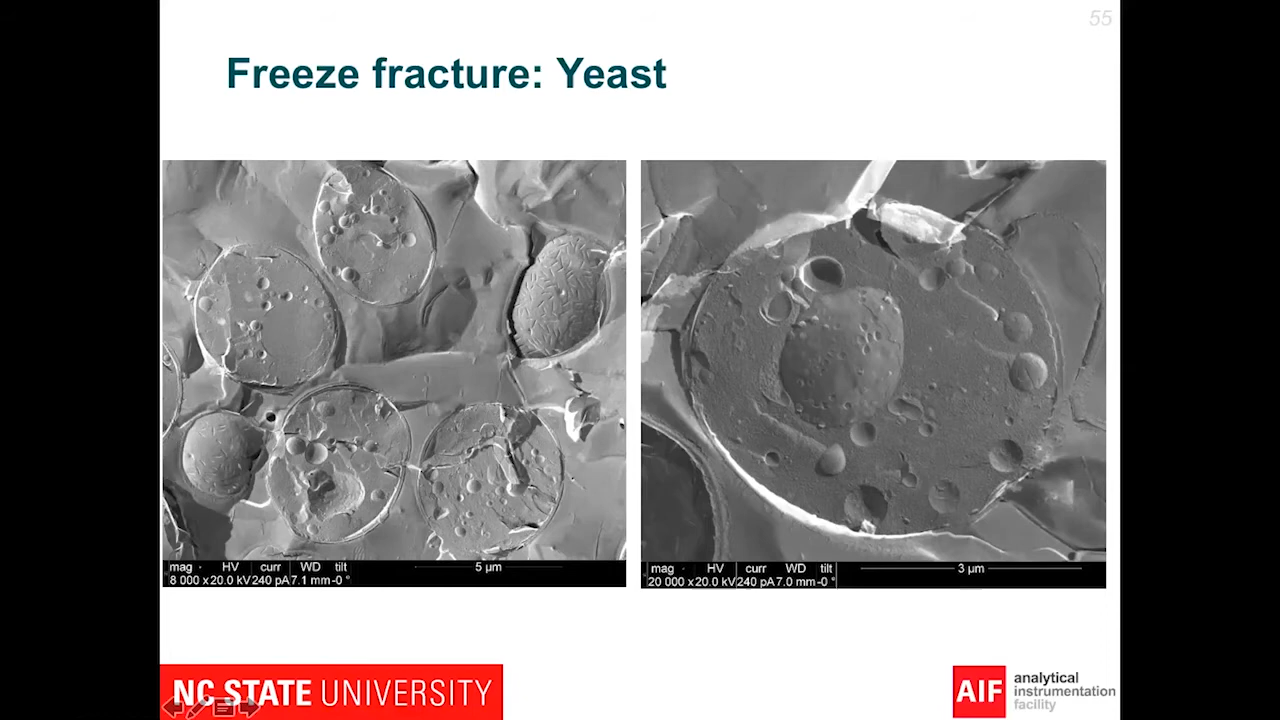 55
Freeze fracture: Yeast
mag HV curr WD tilt
8 000 x 20.0 kV 240 pA 7.1 mm -0 °
5 µm
mag HV curr WD tilt
20 000 x 20.0 kV 240 pA 7.0 mm -0 °
3 µm
NC STATE UNIVERSITY
AIF
analytical
instrumentation
facility